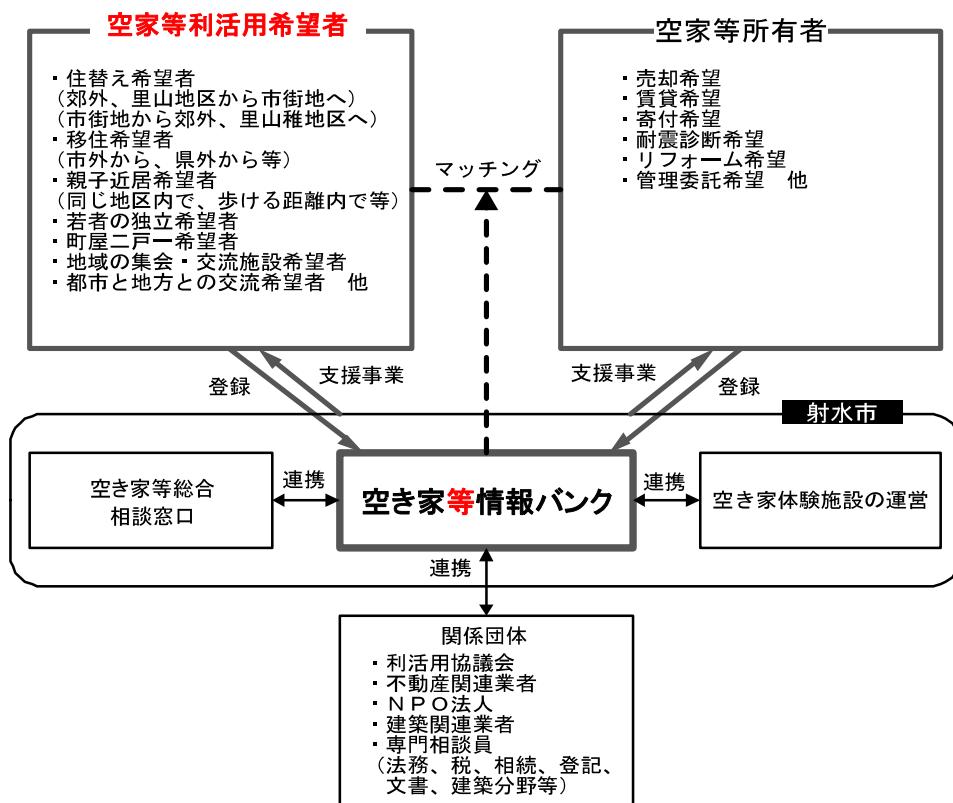 空家等利活用希望者
・住替え希望者
(郊外、里山地区から市街地へ)
(市街地から郊外、里山稚地区へ)
・移住希望者
(市外から、県外から等)
・親子近居希望者
(同じ地区内で、歩ける距離内で等)
・若者の独立希望者
・町屋二戸一希望者
・地域の集会・交流施設希望者
・都市と地方との交流希望者　他
マッチング
空家等所有者
・売却希望
・賃貸希望
・寄付希望
・耐震診断希望
・リフォーム希望
・管理委託希望　他
登録
支援事業
支援事業
登録
射水市
空き家等総合
相談窓口
連携
空き家等情報バンク
連携
空き家体験施設の運営
連携
関係団体
・利活用協議会
・不動産関連業者
・ＮＰＯ法人
・建築関連業者
・専門相談員
(法務、税、相続、登記、
文書、建築分野等)